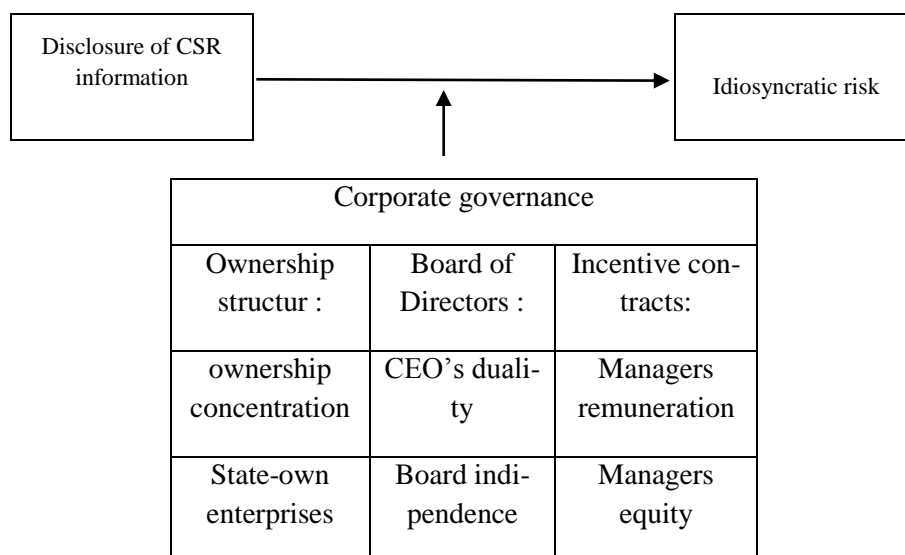 Disclosure of CSR
information
Idiosyncratic risk
Corporate governance
Ownership
structur :
Board of
Directors :
Incentive con-
tracts:
ownership
concentration
CEO’s duali-
ty
Managers
remuneration
State-own
enterprises
Board indi-
pendence
Managers
equity